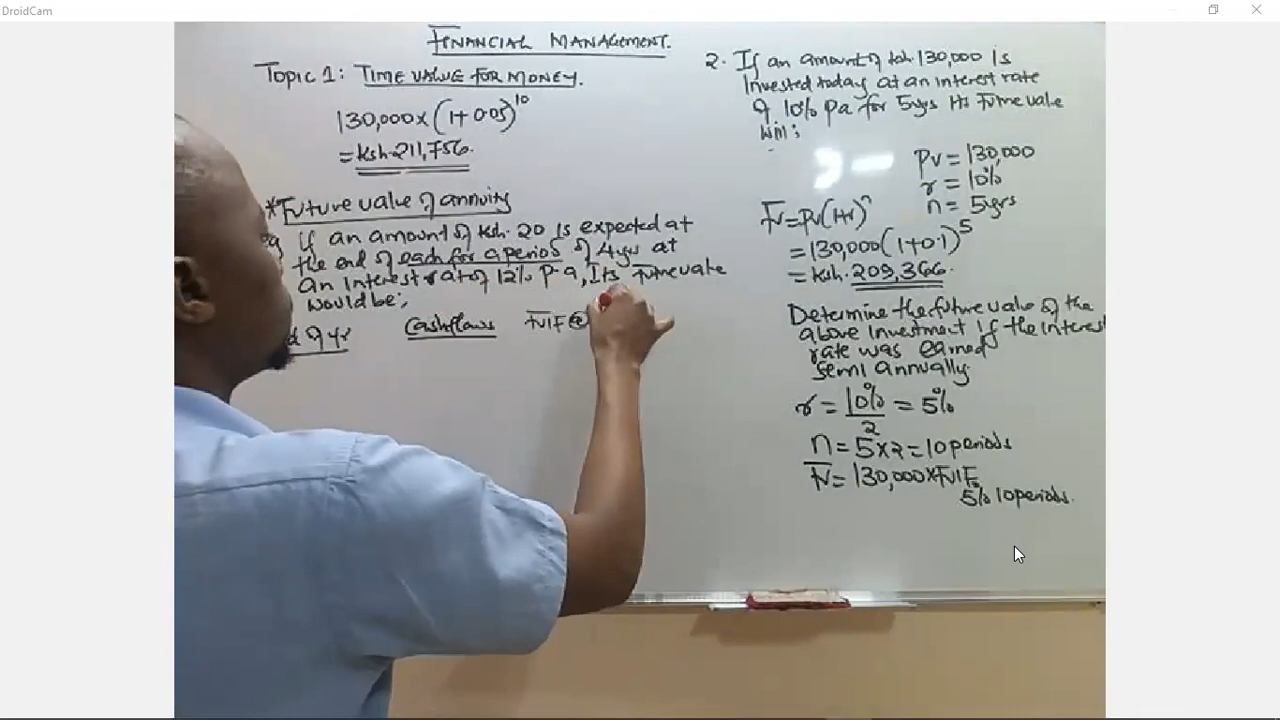 DroidCam
FINANCIAL MANAGEMENT.
Topic 1: TIME VALUE FOR MONEY.
130,000 x (1+0.05)^10
= Ksh. 211,756.
*Future value of annuity
If an amount of Ksh. 20 is expected at
the end of each for a period of 4yrs at
an interest rate of 12% p.a, Its Future value
would be;
of yr
Cashflows
FVIF @
2. If an amount of Ksh. 130,000 is
Invested today at an interest rate
of 10% Pa for 5yrs Its Future value
will:
PV = 130,000
r = 10%
n = 5yrs
FV = PV(1+r)^n
= 130,000 (1+0.1)^5
= Ksh. 209,366.
Determine the future value of the
above investment if the interest
rate was earned
Semi annually
r = 10%/2 = 5%
n = 5x2 = 10 periods
FV = 130,000 x FVIF
5% 10 periods.